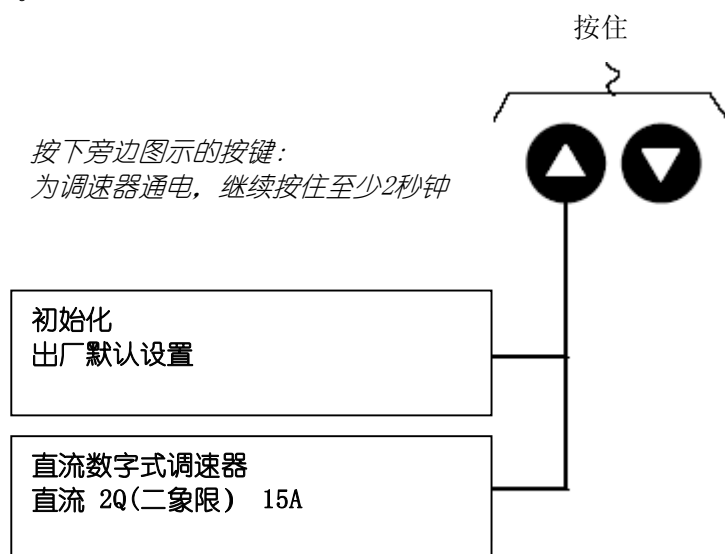 按住
按下旁边图示的按键：
为调速器通电，继续按住至少2秒钟
初始化
出厂默认设置
直流数字式调速器
直流 2Q(二象限） 15A